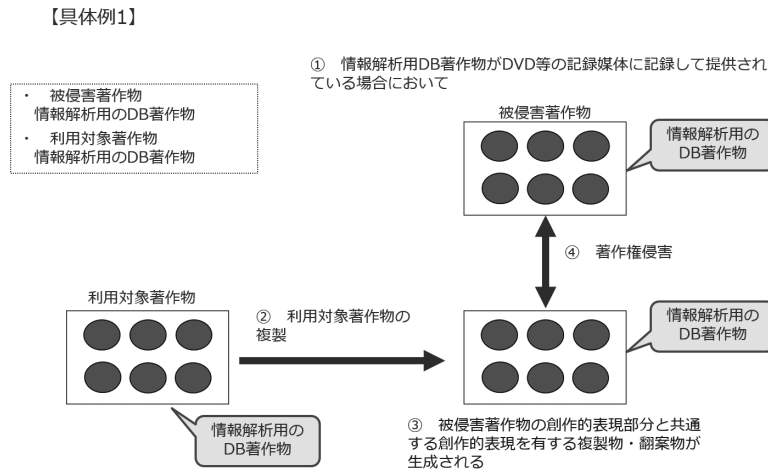 【具体例1】
① 情報解析用DB著作物がDVD等の記録媒体に記録して提供され
ている場合において
・ 被侵害著作物
情報解析用のDB著作物
・ 利用対象著作物
情報解析用のDB著作物
被侵害著作物
情報解析用の
DB著作物
④ 著作権侵害
利用対象著作物
② 利用対象著作物の
複製
情報解析用の
DB著作物
情報解析用の
DB著作物
③ 被侵害著作物の創作的表現部分と共通
する創作的表現を有する複製物・翻案物が
生成される